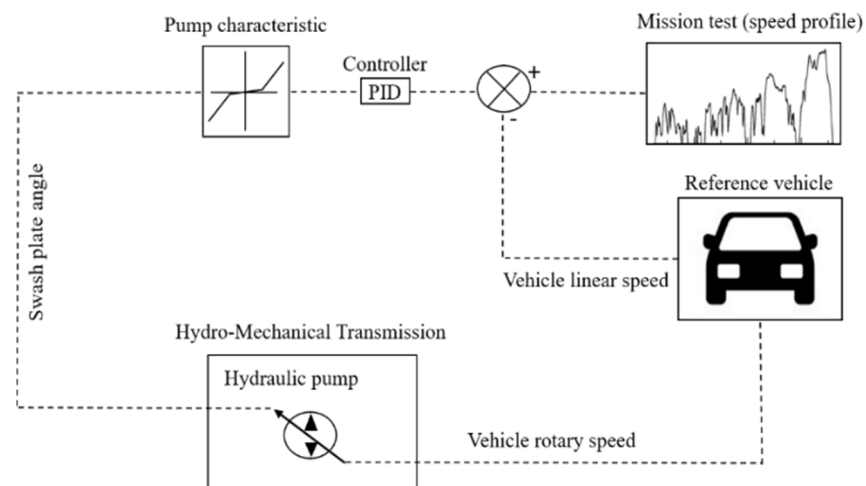 Pump characteristic
Mission test (speed profile)
Controller
PID
+
-
Reference vehicle
Swash plate angle
Vehicle linear speed
Hydro-Mechanical Transmission
Hydraulic pump
Vehicle rotary speed